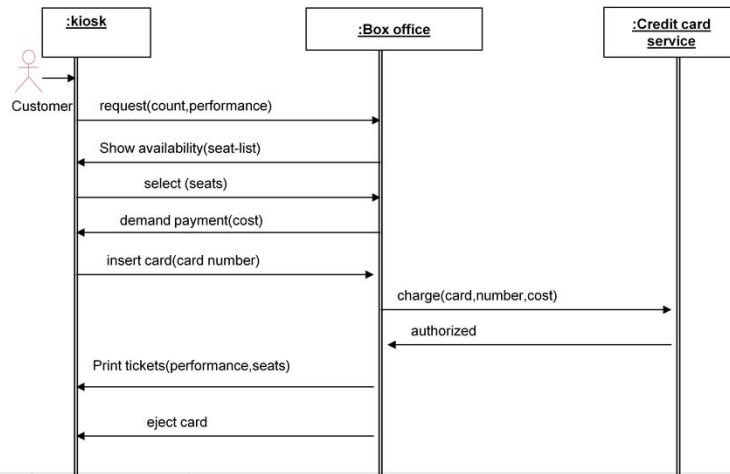 :kiosk
:Box office
:Credit card
service
Customer
request(count,performance)
Show availability(seat-list)
select (seats)
demand payment(cost)
insert card(card number)
charge(card,number,cost)
authorized
Print tickets(performance,seats)
eject card